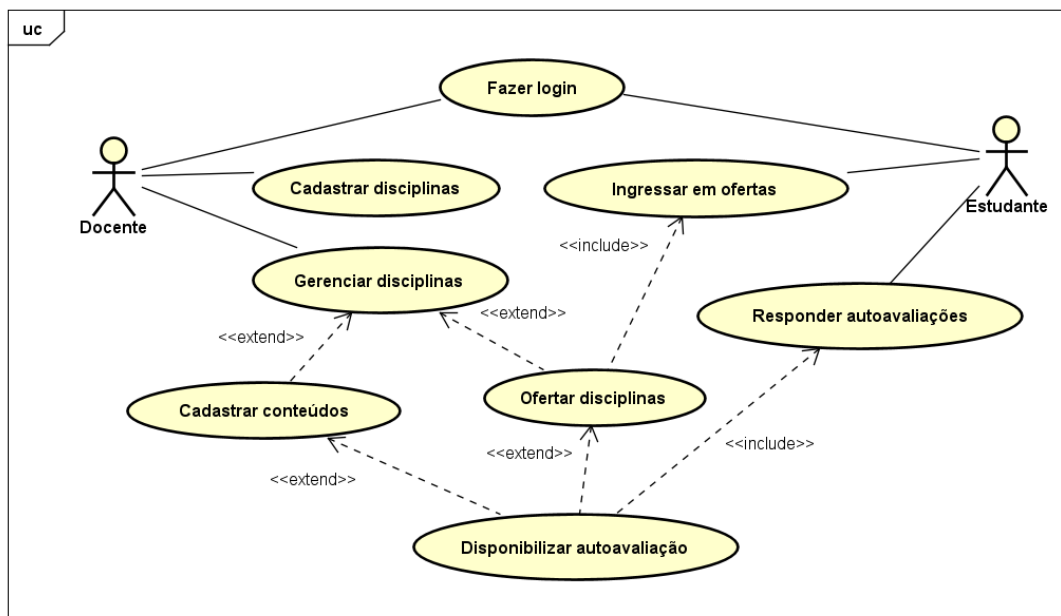 uc
Fazer login
Cadastrar disciplinas
Ingressar em ofertas
Docente
Estudante
<<include>>
Gerenciar disciplinas
Responder autoavaliações
<<extend>>
<<extend>>
Cadastrar conteúdos
Ofertar disciplinas
<<include>>
<<extend>>
<<extend>>
Disponibilizar autoavaliação